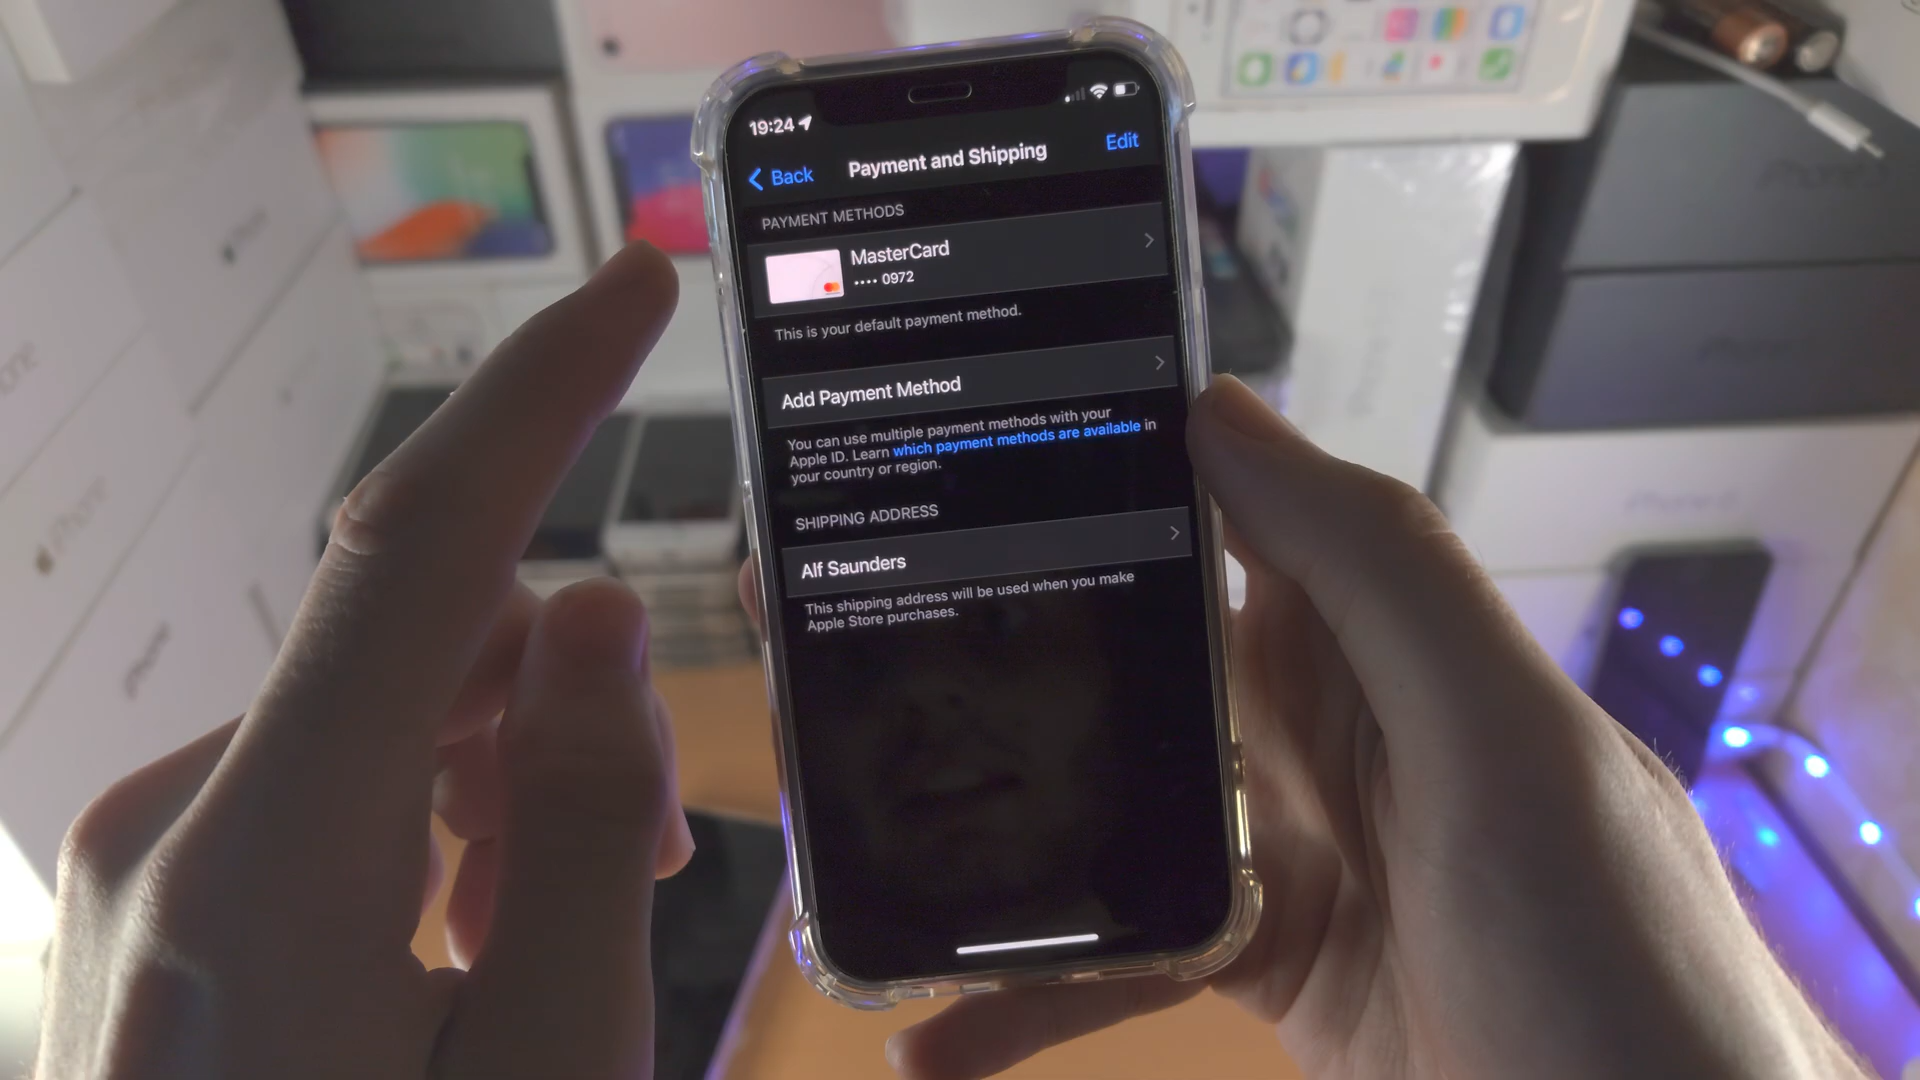 19:24
Back
Payment and Shipping
Edit
PAYMENT METHODS
MasterCard
•••• 0972
This is your default payment method.
Add Payment Method
You can use multiple payment methods with your
Apple ID. Learn which payment methods are available in
your country or region.
SHIPPING ADDRESS
Alf Saunders
This shipping address will be used when you make
Apple Store purchases.
iPhone
iPhone